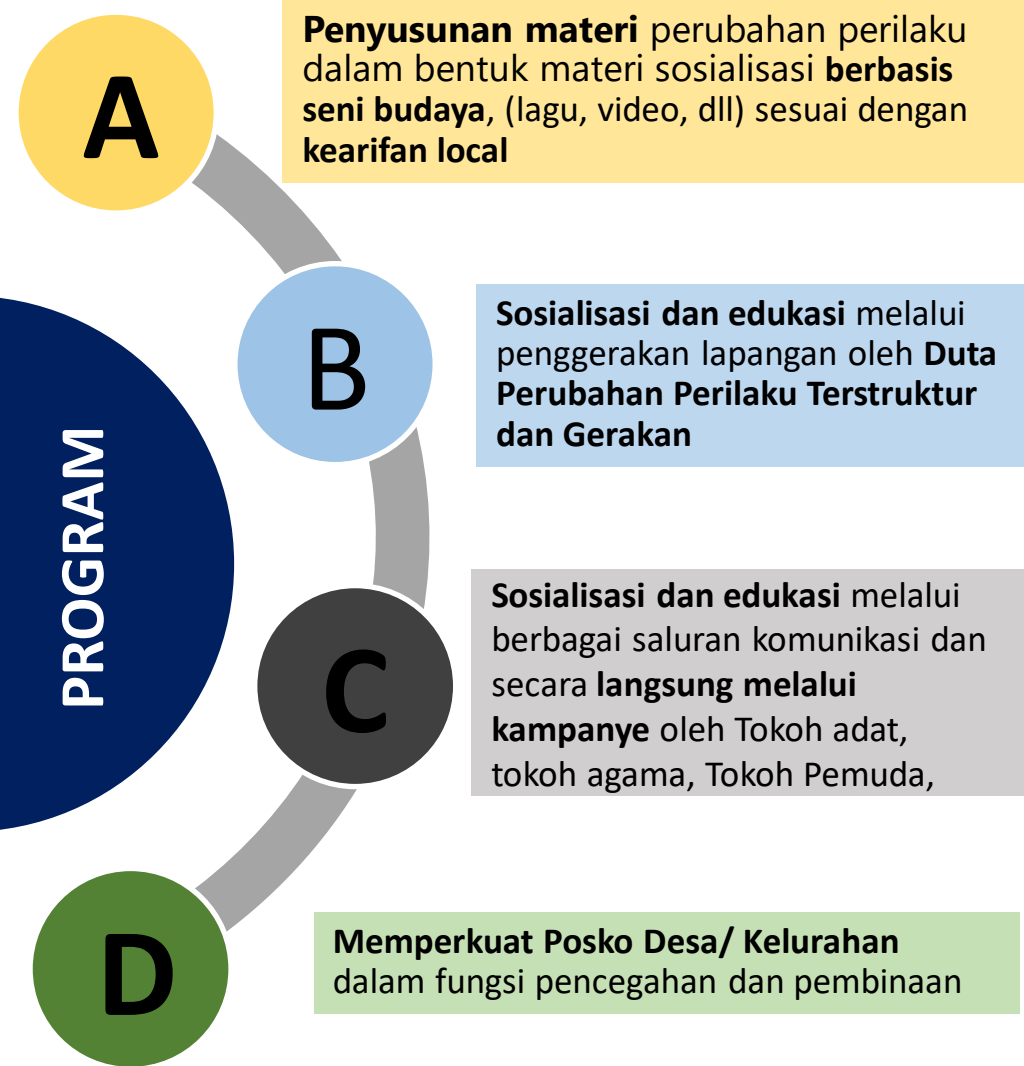 PROGRAM
A
Penyusunan materi perubahan perilaku
dalam bentuk materi sosialisasi berbasis
seni budaya, (lagu, video, dll) sesuai dengan
kearifan local
B
Sosialisasi dan edukasi melalui
penggerakan lapangan oleh Duta
Perubahan Perilaku Terstruktur
dan Gerakan
C
Sosialisasi dan edukasi melalui
berbagai saluran komunikasi dan
secara langsung melalui
kampanye oleh Tokoh adat,
tokoh agama, Tokoh Pemuda,
D
Memperkuat Posko Desa/ Kelurahan
dalam fungsi pencegahan dan pembinaan